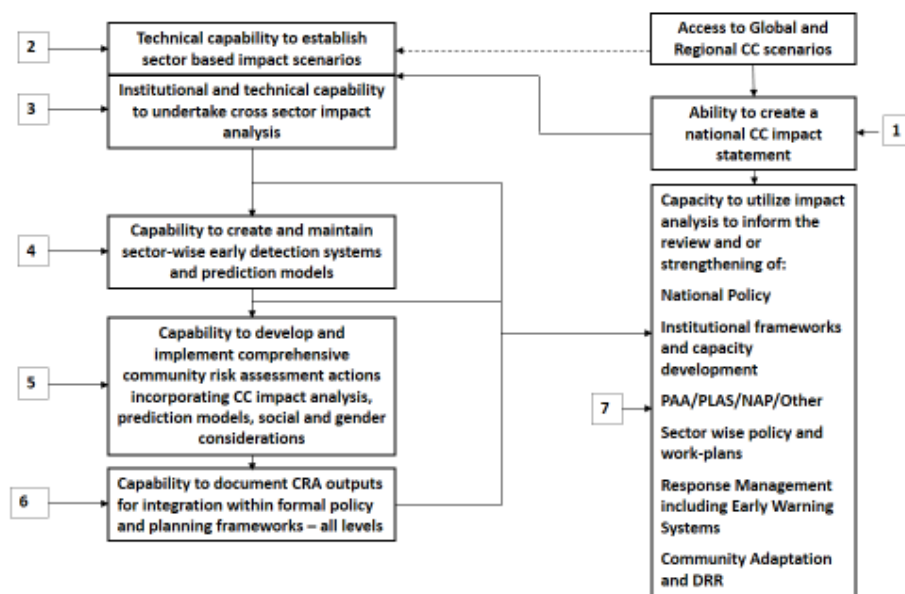 2
Technical capability to establish
sector based impact scenarios
3
Institutional and technical capability
to undertake cross sector impact
analysis
4
Capability to create and maintain
sector-wise early detection systems
and prediction models
5
Capability to develop and
implement comprehensive
community risk assessment actions
incorporating CC impact analysis,
prediction models, social and gender
considerations
6
Capability to document CRA outputs
for integration within formal policy
and planning frameworks – all levels
Access to Global and
Regional CC scenarios
Ability to create a
national CC impact
statement
1
Capacity to utilize impact
analysis to inform the
review and or
strengthening of:
National Policy
Institutional frameworks
and capacity
development
7
PAA/PLAS/NAP/Other
Sector wise policy and
work-plans
Response Management
including Early Warning
Systems
Community Adaptation
and DRR